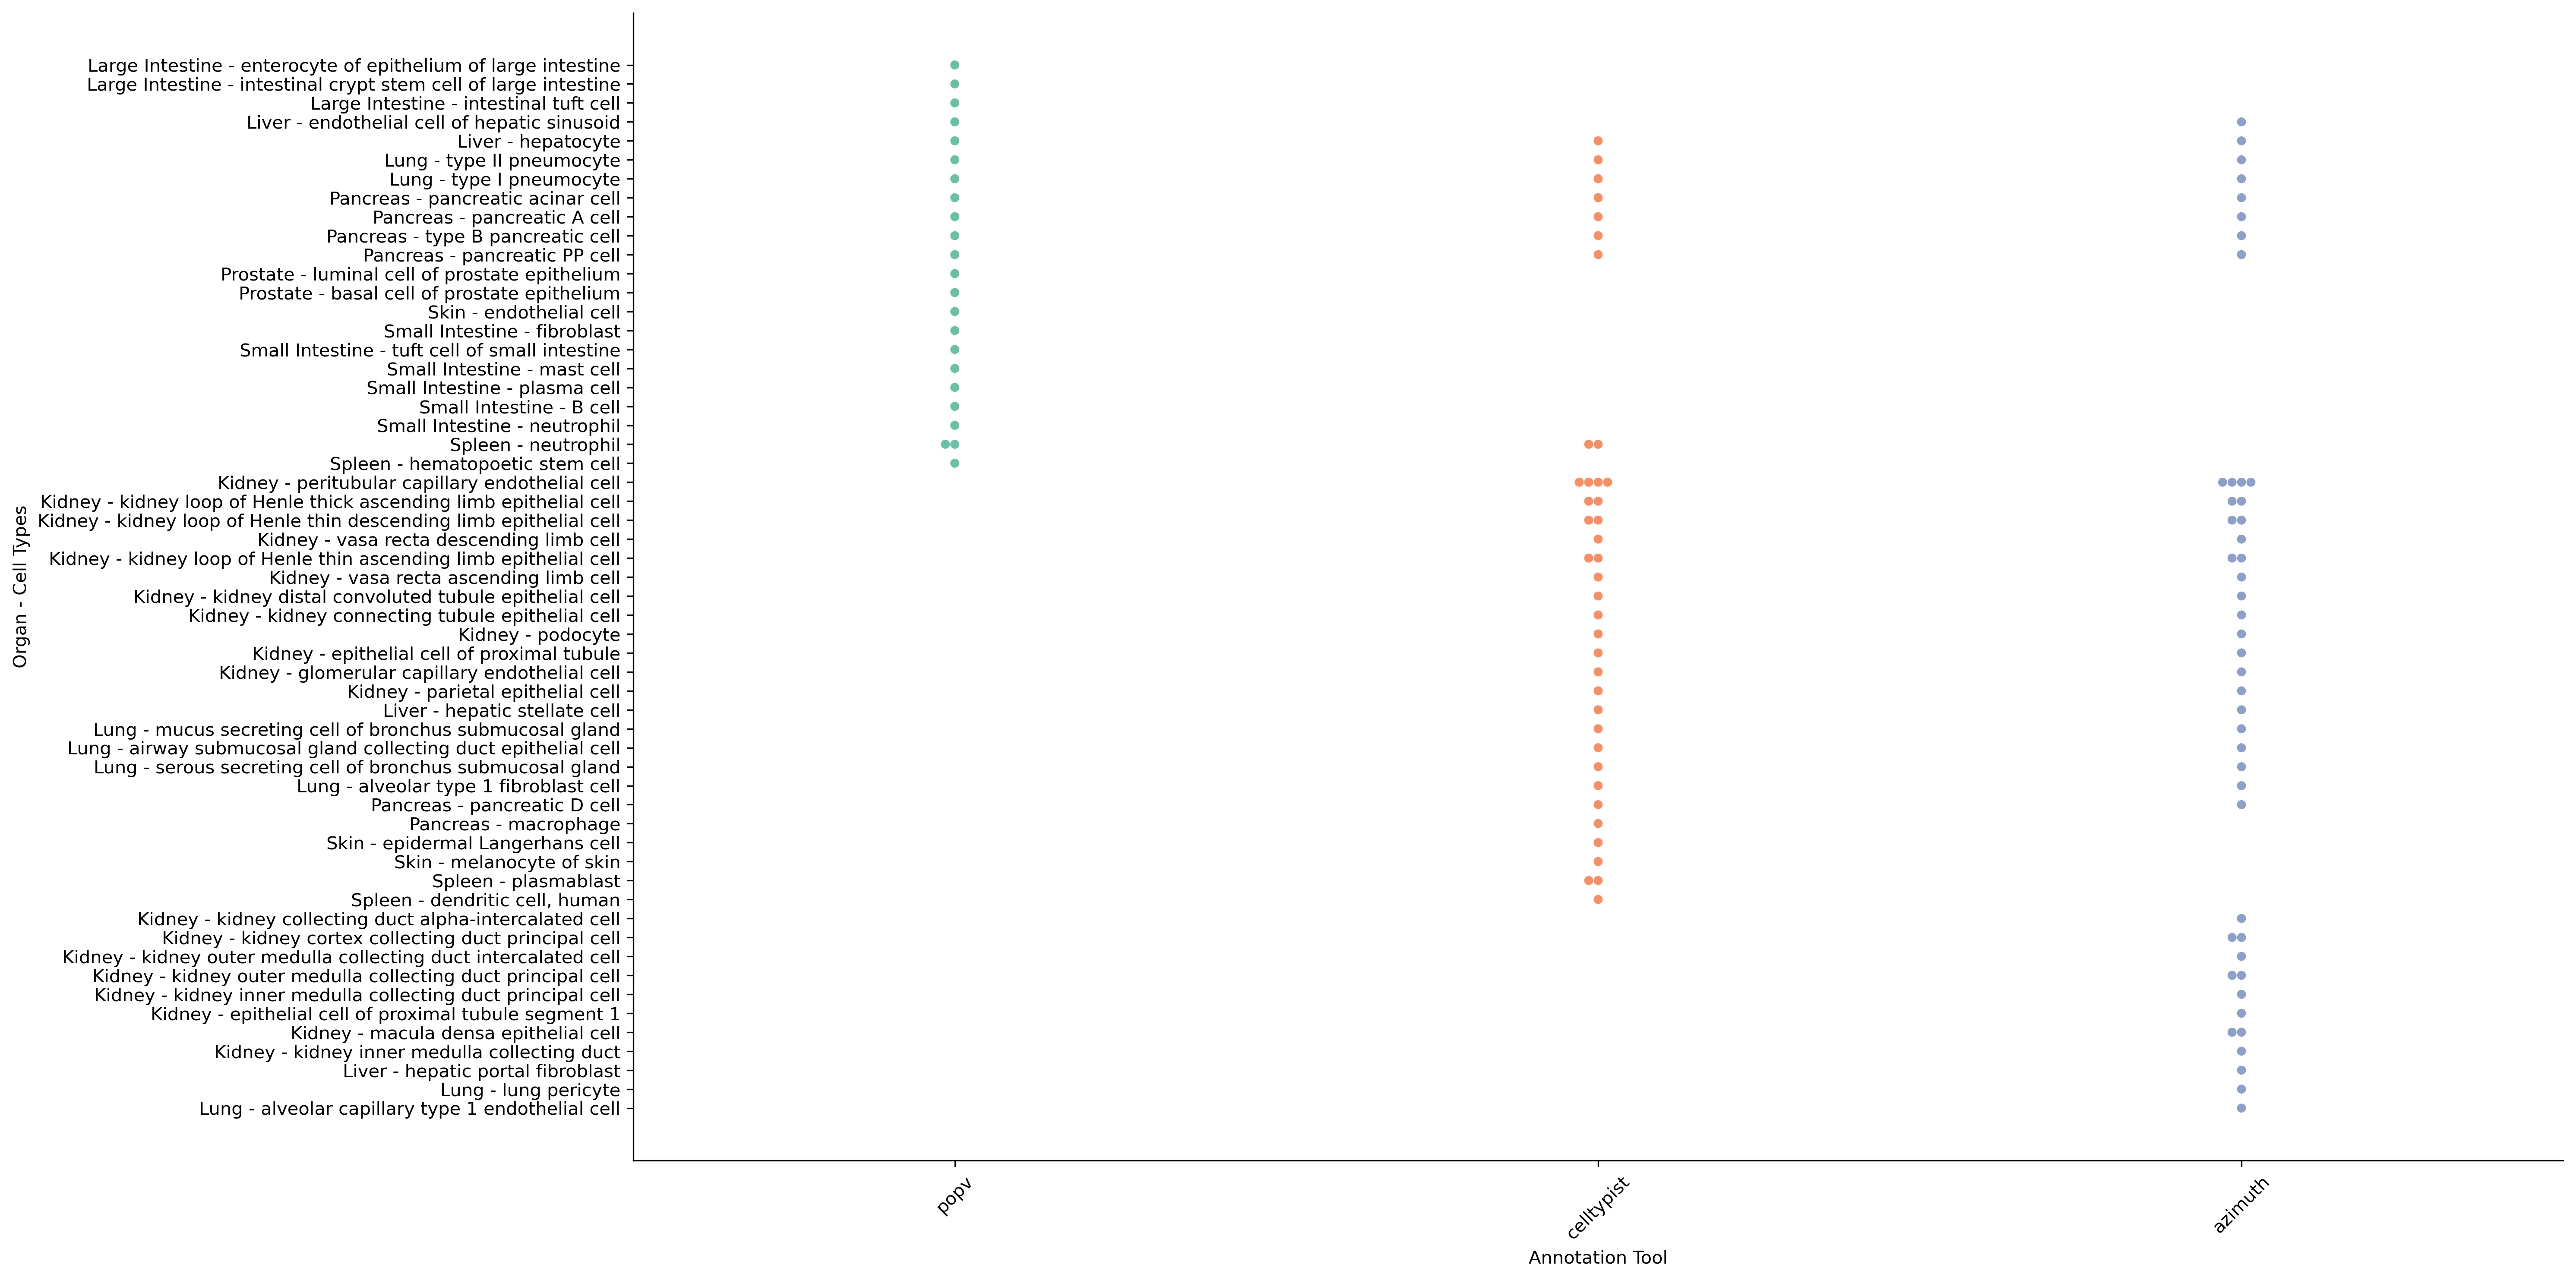 Large Intestine - enterocyte of epithelium of large intestine
Large Intestine - intestinal crypt stem cell of large intestine
Large Intestine - intestinal tuft cell
Liver - endothelial cell of hepatic sinusoid
Liver - hepatocyte
Lung - type II pneumocyte
Lung - type I pneumocyte
Pancreas - pancreatic acinar cell
Pancreas - pancreatic A cell
Pancreas - type B pancreatic cell
Pancreas - pancreatic PP cell
Prostate - luminal cell of prostate epithelium
Prostate - basal cell of prostate epithelium
Skin - endothelial cell
Small Intestine - fibroblast
Small Intestine - tuft cell of small intestine
Small Intestine - mast cell
Small Intestine - plasma cell
Small Intestine - B cell
Small Intestine - neutrophil
Spleen - neutrophil
Spleen - hematopoetic stem cell
Kidney - peritubular capillary endothelial cell
Kidney - kidney loop of Henle thick ascending limb epithelial cell
Kidney - kidney loop of Henle thin descending limb epithelial cell
Kidney - vasa recta descending limb cell
Kidney - kidney loop of Henle thin ascending limb epithelial cell
Kidney - vasa recta ascending limb cell
Kidney - kidney distal convoluted tubule epithelial cell
Kidney - kidney connecting tubule epithelial cell
Kidney - podocyte
Kidney - epithelial cell of proximal tubule
Kidney - glomerular capillary endothelial cell
Kidney - parietal epithelial cell
Liver - hepatic stellate cell
Lung - mucus secreting cell of bronchus submucosal gland
Lung - airway submucosal gland collecting duct epithelial cell
Lung - serous secreting cell of bronchus submucosal gland
Lung - alveolar type 1 fibroblast cell
Pancreas - pancreatic D cell
Pancreas - macrophage
Skin - epidermal Langerhans cell
Skin - melanocyte of skin
Spleen - plasmablast
Spleen - dendritic cell, human
Kidney - kidney collecting duct alpha-intercalated cell
Kidney - kidney cortex collecting duct principal cell
Kidney - kidney outer medulla collecting duct intercalated cell
Kidney - kidney outer medulla collecting duct principal cell
Kidney - kidney inner medulla collecting duct principal cell
Kidney - epithelial cell of proximal tubule segment 1
Kidney - macula densa epithelial cell
Kidney - kidney inner medulla collecting duct
Liver - hepatic portal fibroblast
Lung - lung pericyte
Lung - alveolar capillary type 1 endothelial cell
Organ - Cell Types
popv
celltypist
azimuth
Annotation Tool